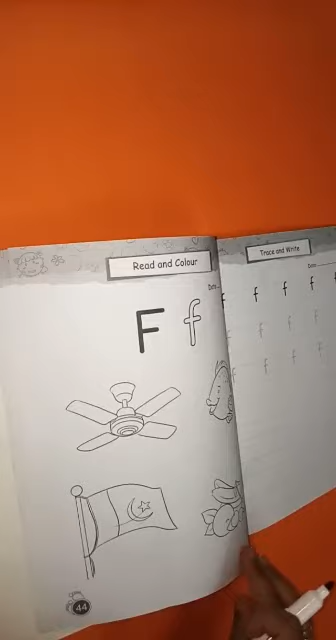 Read and Colour
Date
F f
44
Trace and Write
Date
f f f f f
f f f
f f f